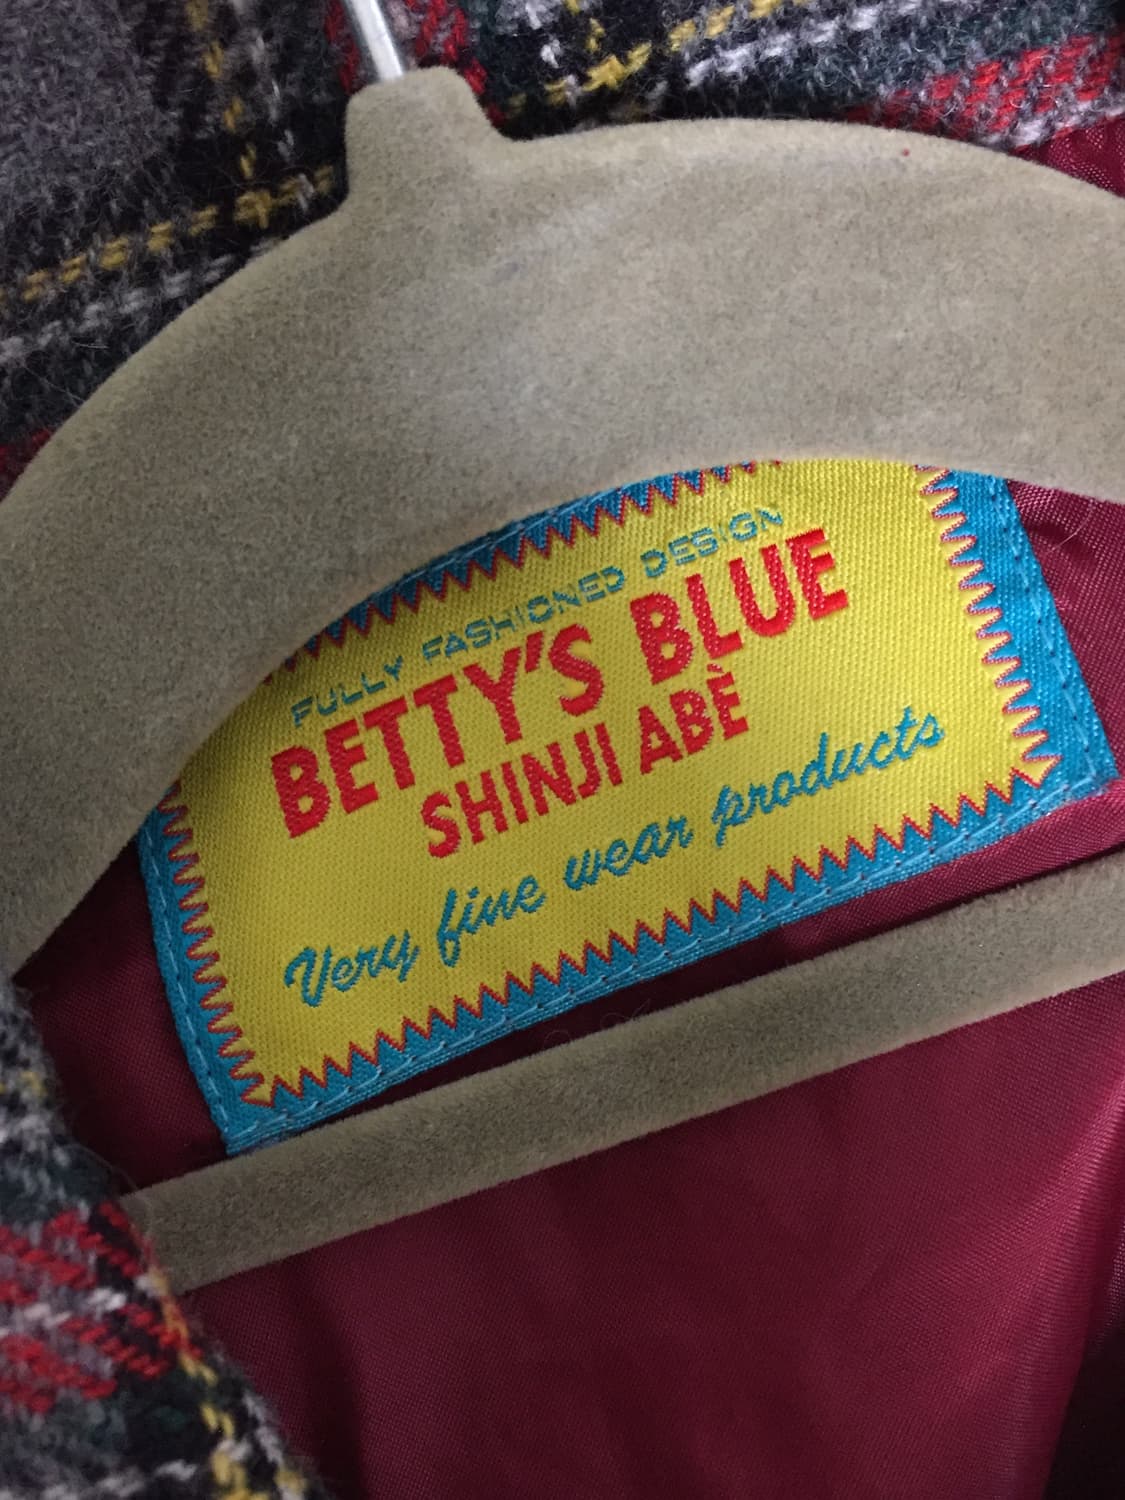 FULLY FASHIONED DESIGN
BETTY'S BLUE
SHINJI ABÈ
Very fine wear products